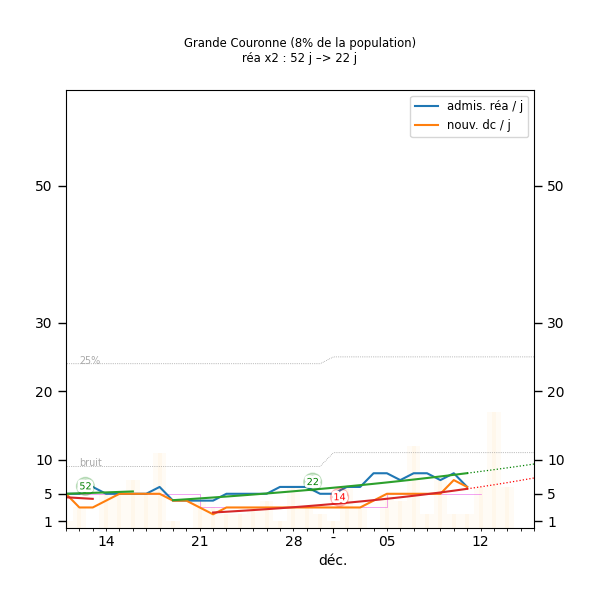 Grande Couronne (8% de la population)
réa x2 : 52 j −> 22 j
admis. réa / j
nouv. dc / j
50 50
30 30
25%
20 20
bruit
10 10
52 22
14
5 5
1 1
14 21 28 - 05 12
déc.